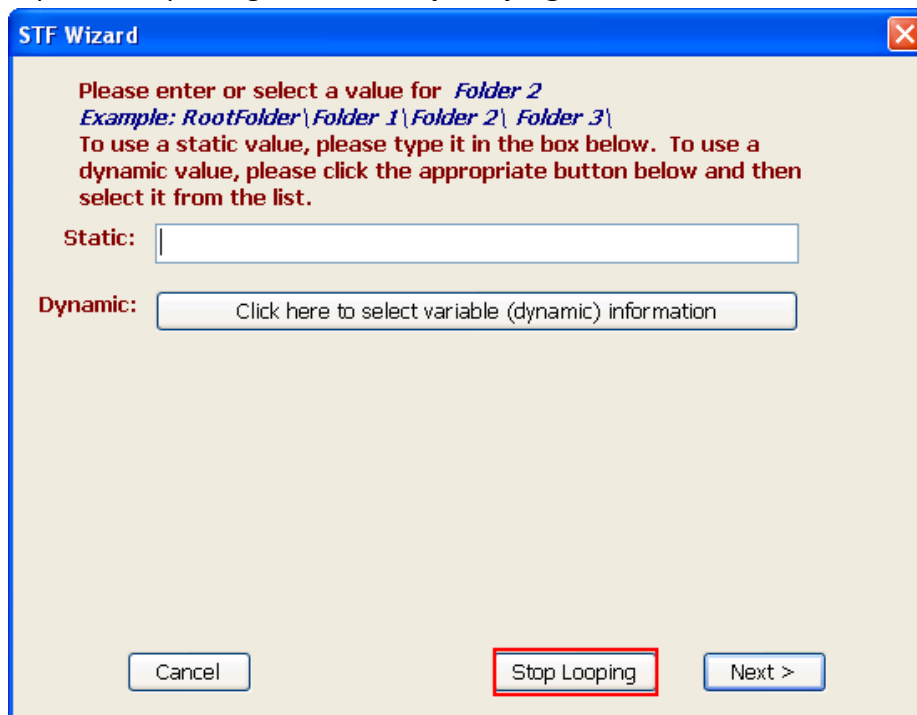 STF Wizard
Please enter or select a value for Folder 2
Example: RootFolder\Folder 1\Folder 2\ Folder 3\
To use a static value, please type it in the box below. To use a
dynamic value, please click the appropriate button below and then
select it from the list.
Static:
Dynamic: Click here to select variable (dynamic) information
Cancel Stop Looping Next >